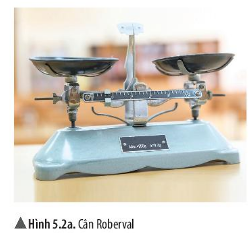 ▲Hình 5.2a. Cân Roberval